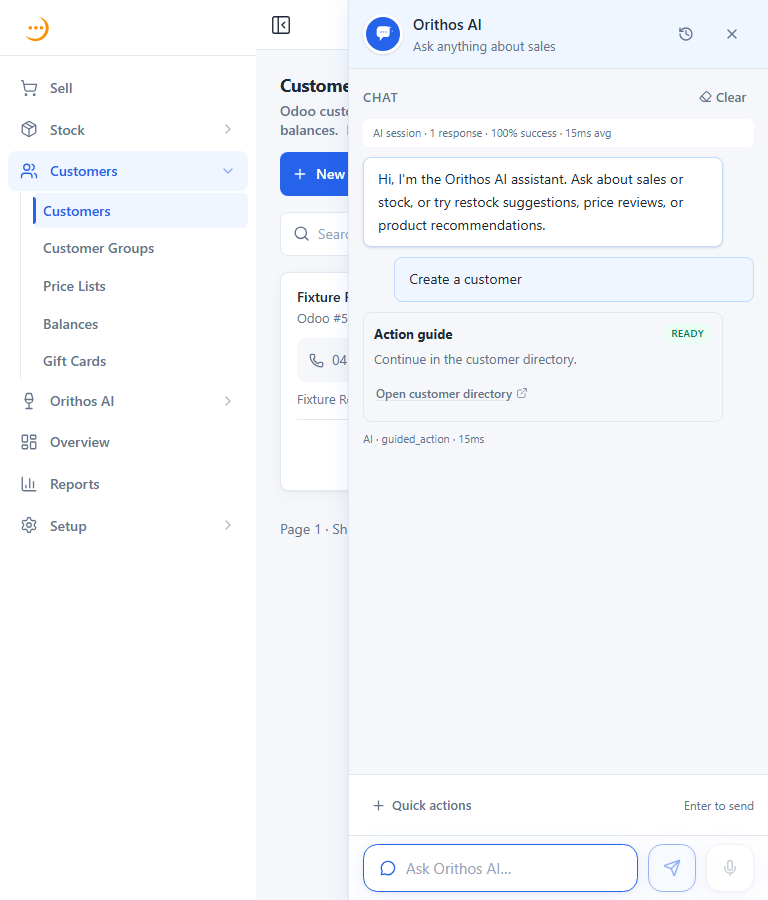 Sell
Stock
Customers
Customers
Customer Groups
Price Lists
Balances
Gift Cards
Orithos AI
Overview
Reports
Setup
Odoo
balances.
New
Odoo #5
04
Fixture
Page 1 · Sh
Orithos AI
Ask anything about sales
CHAT
Clear
AI session · 1 response · 100% success · 15ms avg
Hi, I'm the Orithos AI assistant. Ask about sales or
stock, or try restock suggestions, price reviews, or
product recommendations.
Create a customer
Action guide
READY
Continue in the customer directory.
Open customer directory
AI · guided_action · 15ms
Quick actions
Enter to send
Ask Orithos AI...